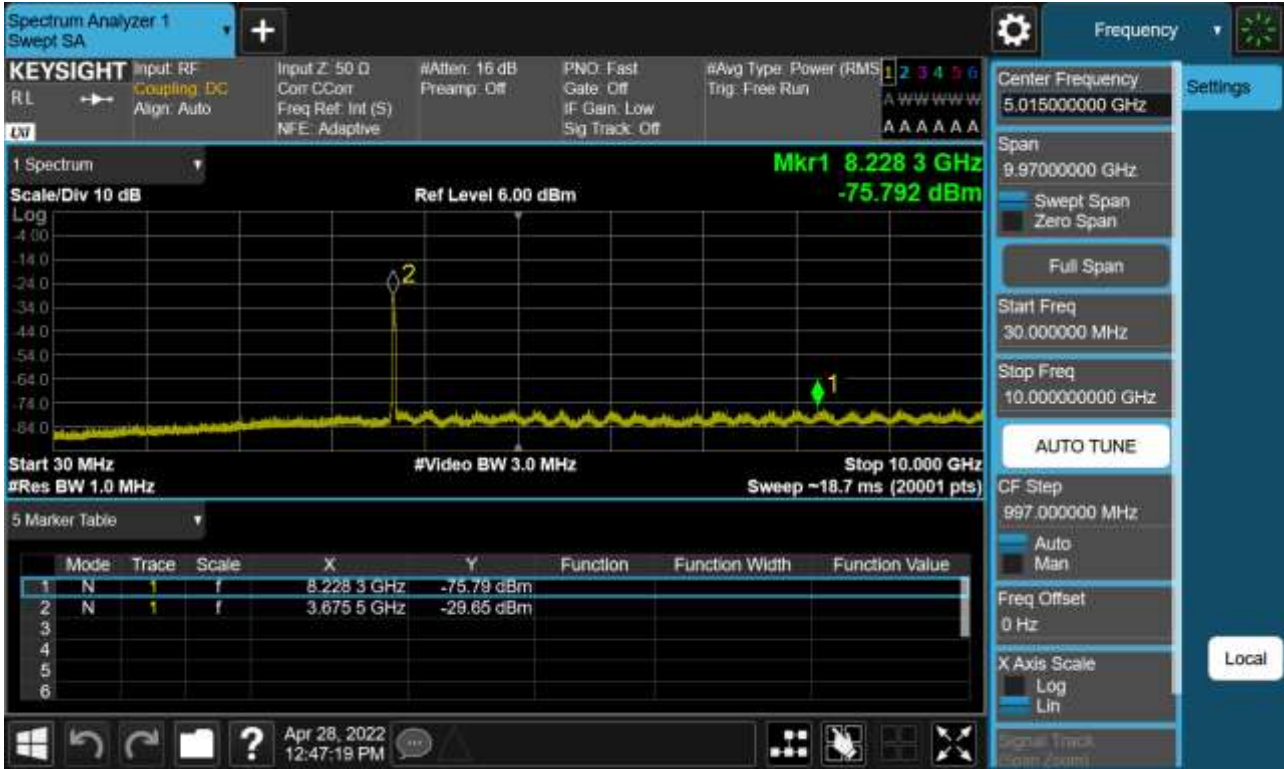 Spectrum Analyzer 1
Swept SA
+
Frequency
KEYSIGHT
RL
LXI
Input: RF
Coupling: DC
Align: Auto
Input Z: 50 Ω
Corr CCorr
Freq Ref: Int (S)
NFE: Adaptive
#Atten: 16 dB
Preamp: Off
PNO: Fast
Gate: Off
IF Gain: Low
Sig Track: Off
#Avg Type: Power (RMS
Trig: Free Run
1 2 3 4 5 6
A W W W W W
A A A A A A
1 Spectrum
Scale/Div 10 dB
Ref Level 6.00 dBm
Mkr1 8.228 3 GHz
-75.792 dBm
Log
-4.00
-14.0
-24.0
-34.0
-44.0
-54.0
-64.0
-74.0
-84.0
2
1
Start 30 MHz
#Video BW 3.0 MHz
Stop 10.000 GHz
#Res BW 1.0 MHz
Sweep ~18.7 ms (20001 pts)
5 Marker Table
Mode Trace Scale X Y Function Function Width Function Value
1 N 1 f 8.228 3 GHz -75.79 dBm
2 N 1 f 3.675 5 GHz -29.65 dBm
3
4
5
6
?
Apr 28, 2022
12:47:19 PM
Center Frequency
5.015000000 GHz
Settings
Span
9.97000000 GHz
Swept Span
Zero Span
Full Span
Start Freq
30.000000 MHz
Stop Freq
10.000000000 GHz
AUTO TUNE
CF Step
997.000000 MHz
Auto
Man
Freq Offset
0 Hz
X Axis Scale
Log
Lin
Local
Signal Track
(Span Zoom)